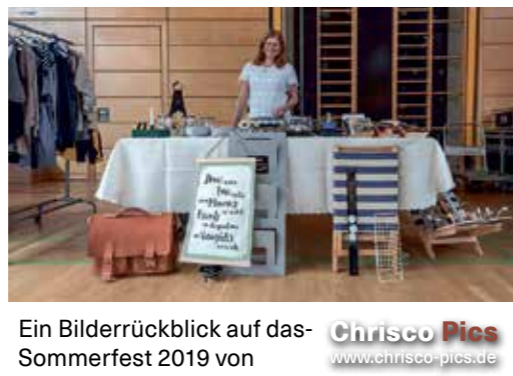 Ein Bilderrückblick auf das-
Sommerfest 2019 von
Chrisco Pics
www.chrisco-pics.de